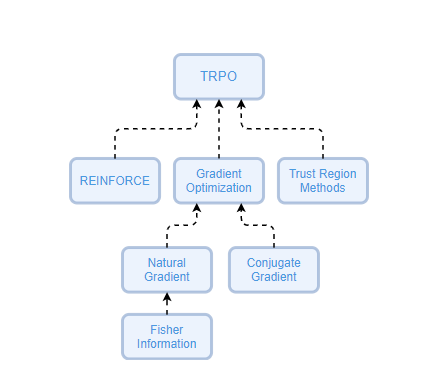 TRPO
REINFORCE
Gradient
Optimization
Trust Region
Methods
Natural
Gradient
Conjugate
Gradient
Fisher
Information